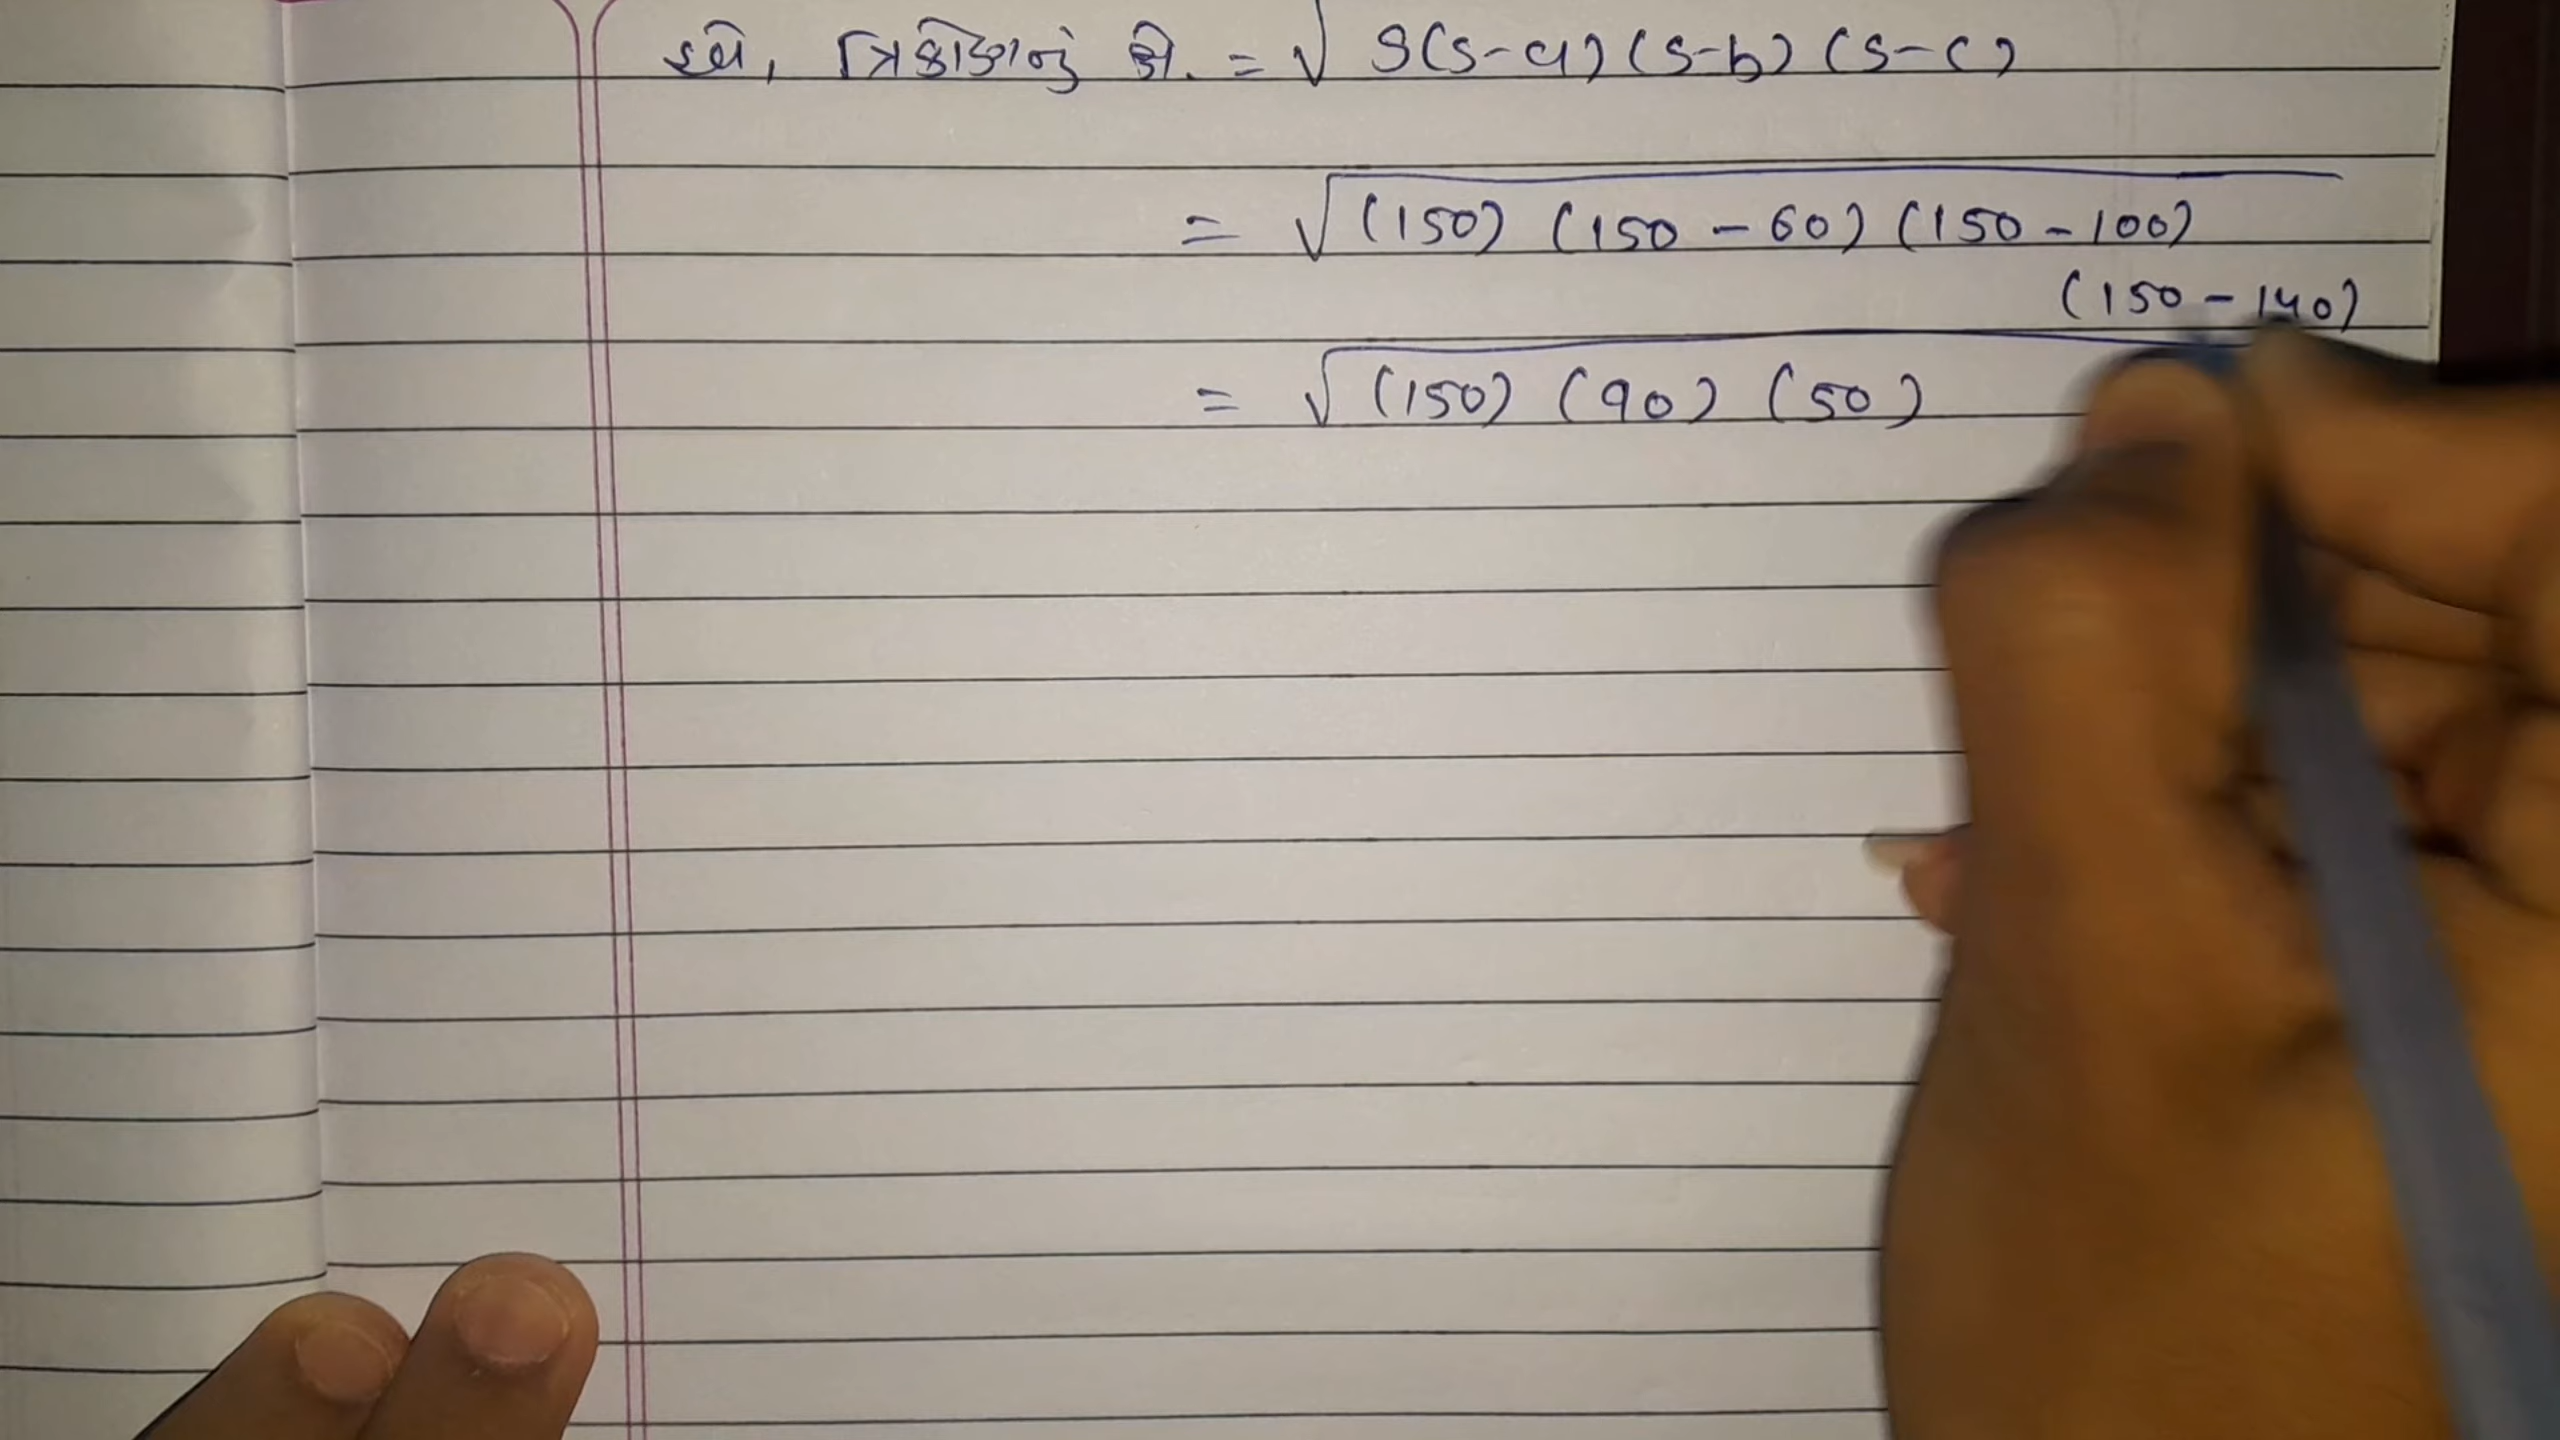 હવે, ત્રિકોણનું ક્ષે. = √ S(s-a) (s-b) (s-c)
= √(150) (150 - 60) (150 - 100)
(150 - 140)
= √(150) (90) (50)